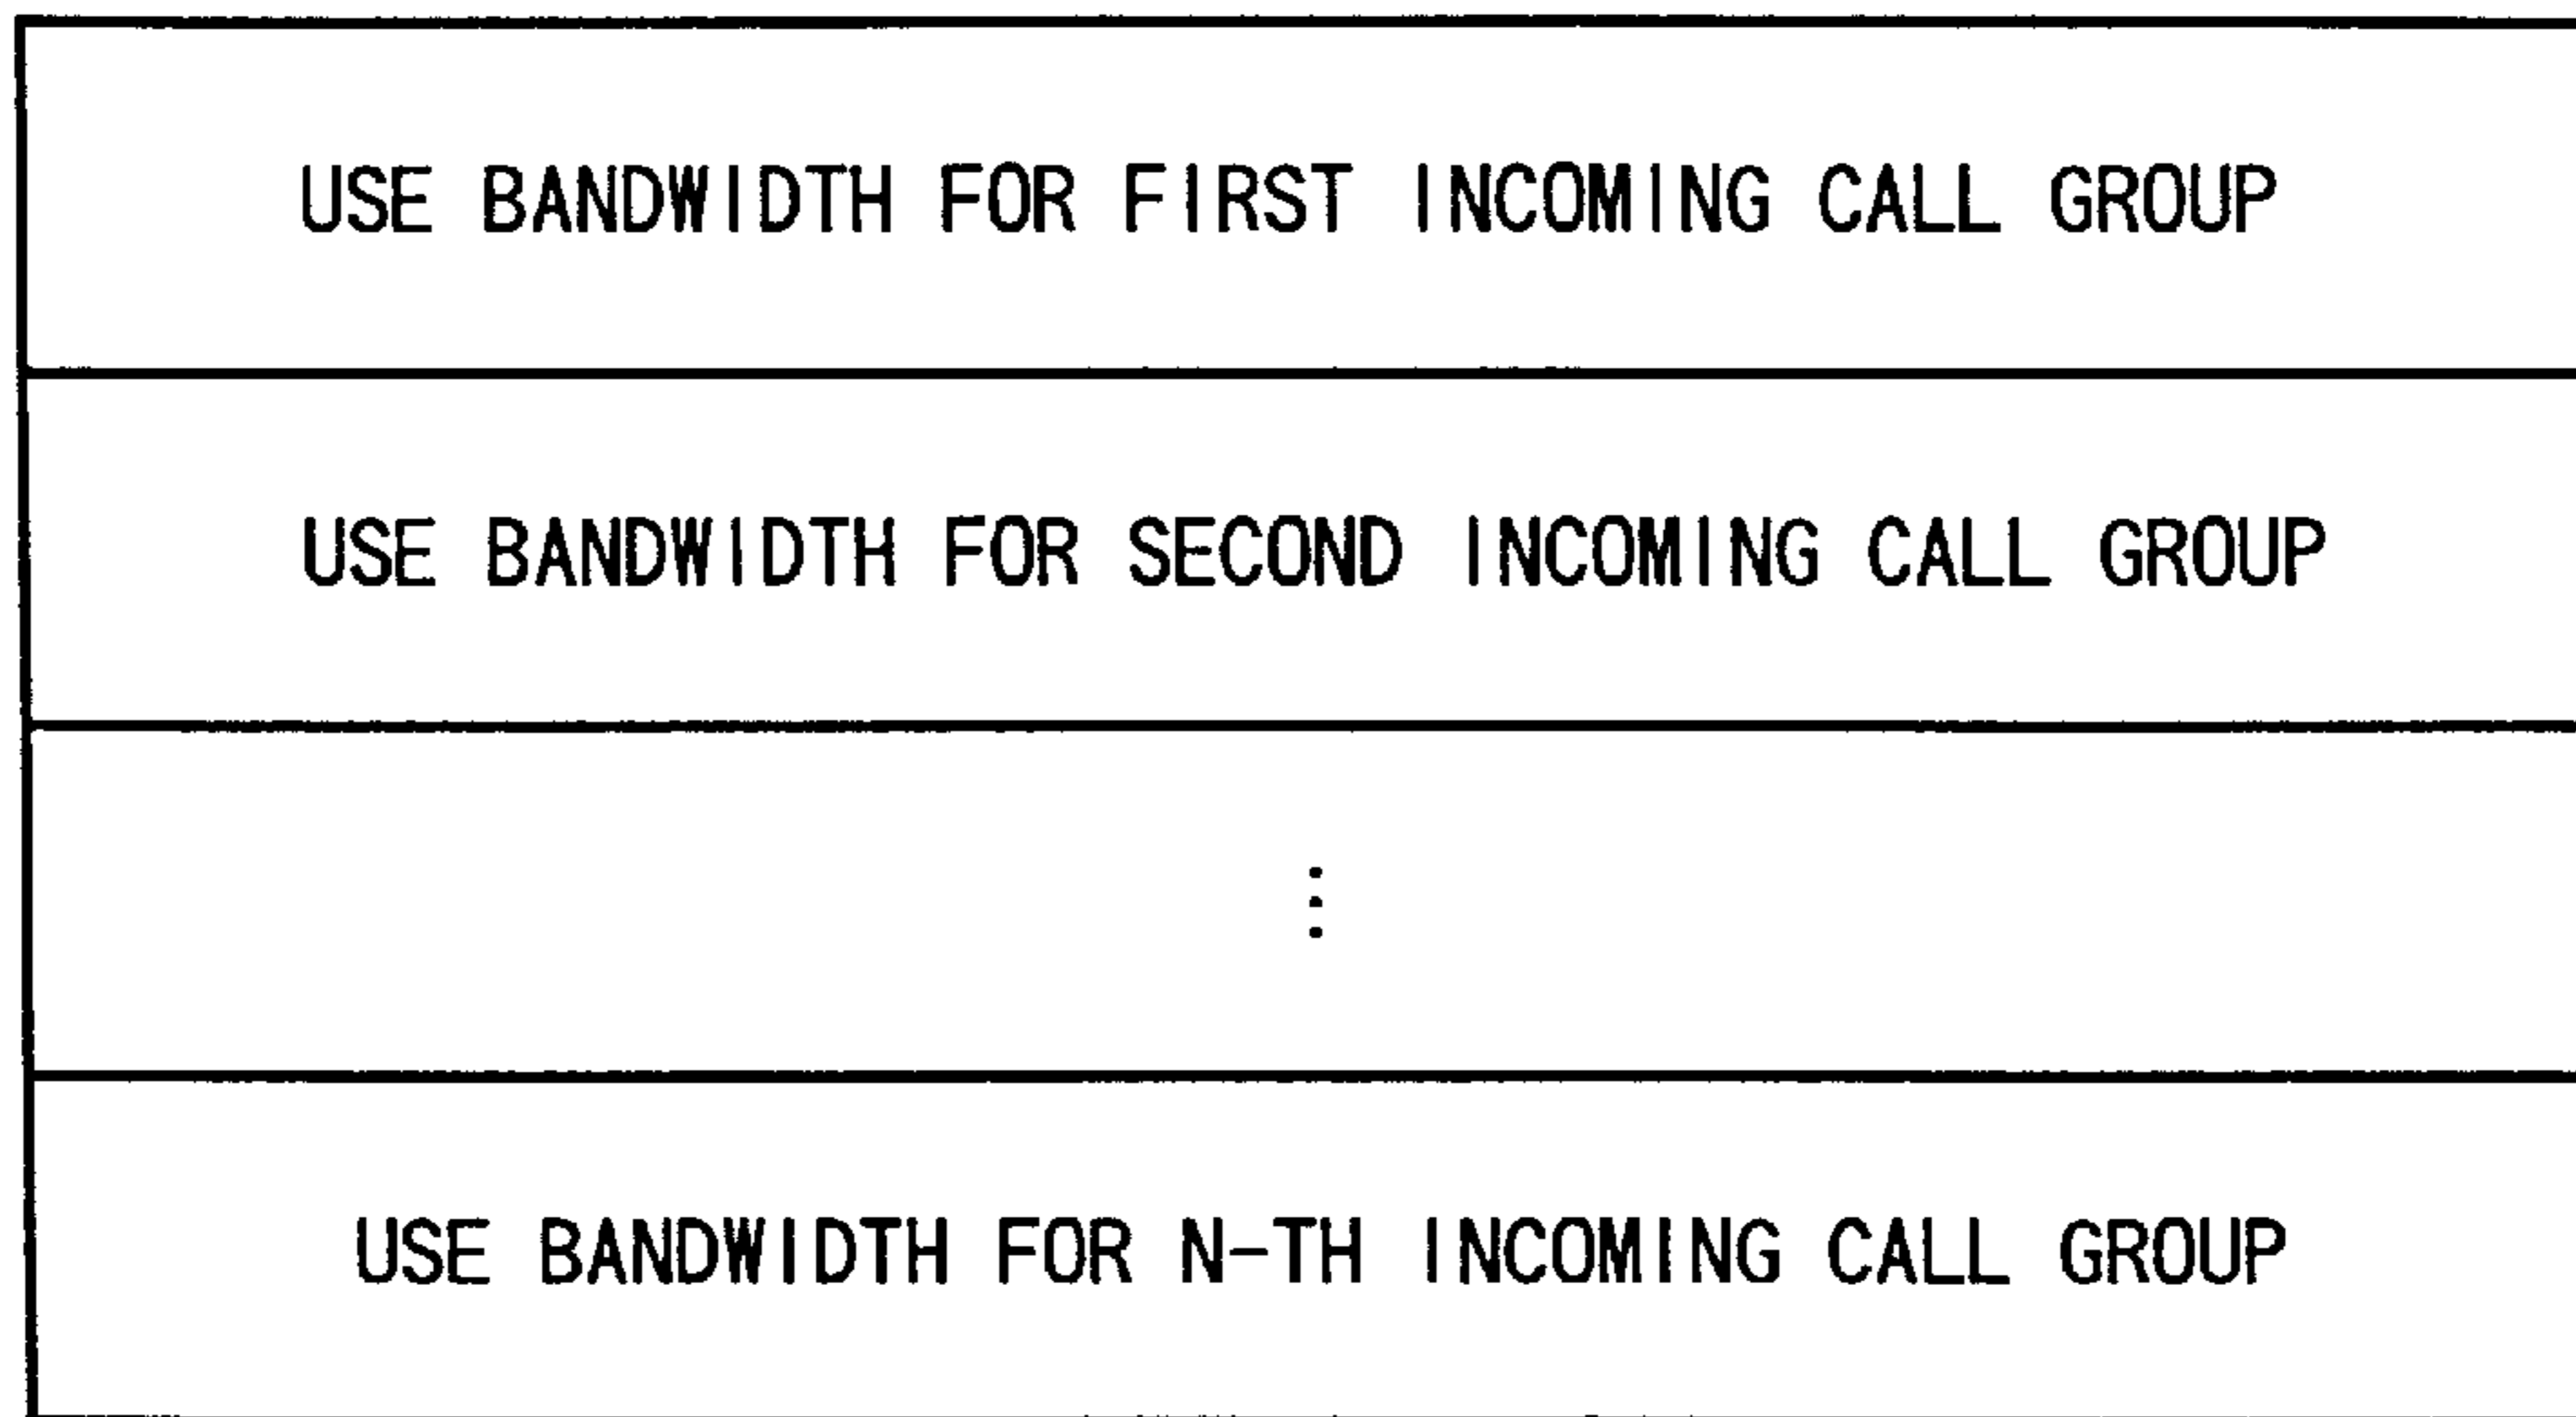 USE BANDWIDTH FOR FIRST INCOMING CALL GROUP
USE BANDWIDTH FOR SECOND INCOMING CALL GROUP
⋮
USE BANDWIDTH FOR N-TH INCOMING CALL GROUP